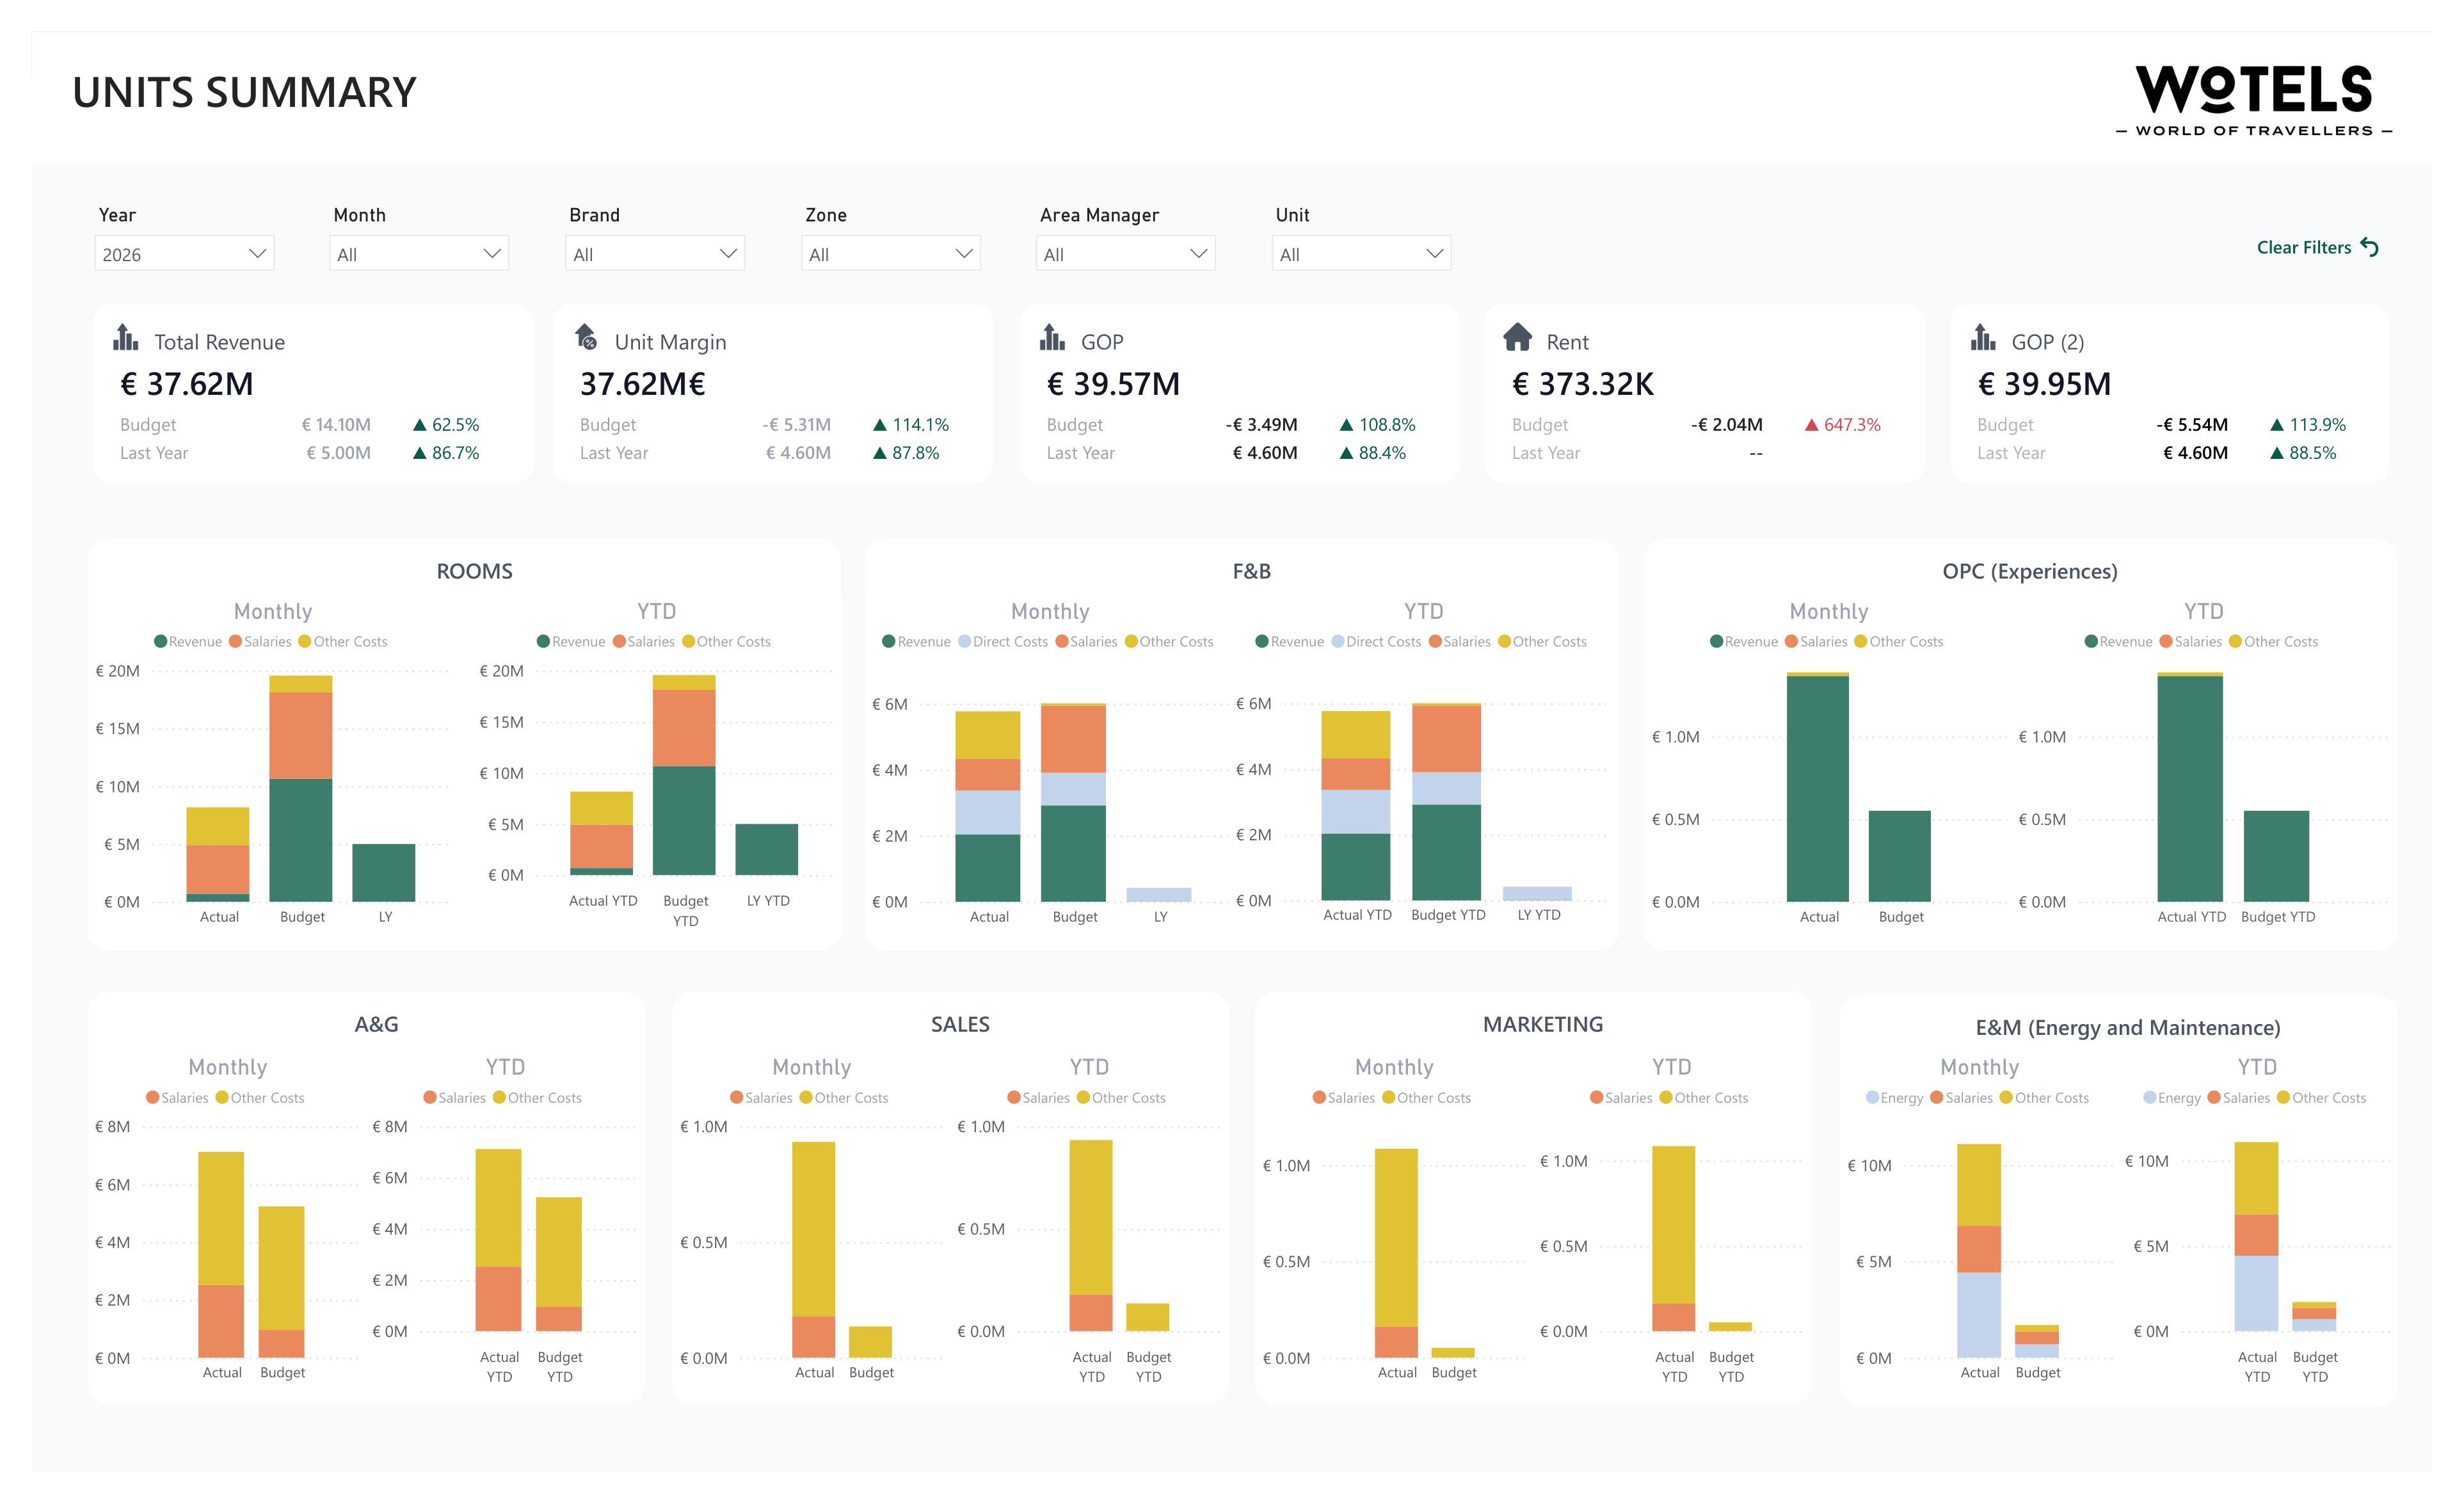 UNITS SUMMARY
WOTELS
— WORLD OF TRAVELLERS —
Year Month Brand Zone Area Manager Unit
2026 All All All All All
Clear Filters
Total Revenue
€ 37.62M
Budget € 14.10M ▲ 62.5%
Last Year € 5.00M ▲ 86.7%
Unit Margin
37.62M€
Budget -€ 5.31M ▲ 114.1%
Last Year € 4.60M ▲ 87.8%
GOP
€ 39.57M
Budget -€ 3.49M ▲ 108.8%
Last Year € 4.60M ▲ 88.4%
Rent
€ 373.32K
Budget -€ 2.04M ▲ 647.3%
Last Year --
GOP (2)
€ 39.95M
Budget -€ 5.54M ▲ 113.9%
Last Year € 4.60M ▲ 88.5%
ROOMS
Monthly
Revenue Salaries Other Costs
€ 20M
€ 15M
€ 10M
€ 5M
€ 0M
Actual Budget LY
YTD
Revenue Salaries Other Costs
€ 20M
€ 15M
€ 10M
€ 5M
€ 0M
Actual YTD Budget YTD LY YTD
F&B
Monthly
Revenue Direct Costs Salaries Other Costs
€ 6M
€ 4M
€ 2M
€ 0M
Actual Budget LY
YTD
Revenue Direct Costs Salaries Other Costs
€ 6M
€ 4M
€ 2M
€ 0M
Actual YTD Budget YTD LY YTD
OPC (Experiences)
Monthly
Revenue Salaries Other Costs
€ 1.0M
€ 0.5M
€ 0.0M
Actual Budget
YTD
Revenue Salaries Other Costs
€ 1.0M
€ 0.5M
€ 0.0M
Actual YTD Budget YTD
A&G
Monthly
Salaries Other Costs
€ 8M
€ 6M
€ 4M
€ 2M
€ 0M
Actual Budget
YTD
Salaries Other Costs
€ 8M
€ 6M
€ 4M
€ 2M
€ 0M
Actual YTD Budget YTD
SALES
Monthly
Salaries Other Costs
€ 1.0M
€ 0.5M
€ 0.0M
Actual Budget
YTD
Salaries Other Costs
€ 1.0M
€ 0.5M
€ 0.0M
Actual YTD Budget YTD
MARKETING
Monthly
Salaries Other Costs
€ 1.0M
€ 0.5M
€ 0.0M
Actual Budget
YTD
Salaries Other Costs
€ 1.0M
€ 0.5M
€ 0.0M
Actual YTD Budget YTD
E&M (Energy and Maintenance)
Monthly
Energy Salaries Other Costs
€ 10M
€ 5M
€ 0M
Actual Budget
YTD
Energy Salaries Other Costs
€ 10M
€ 5M
€ 0M
Actual YTD Budget YTD